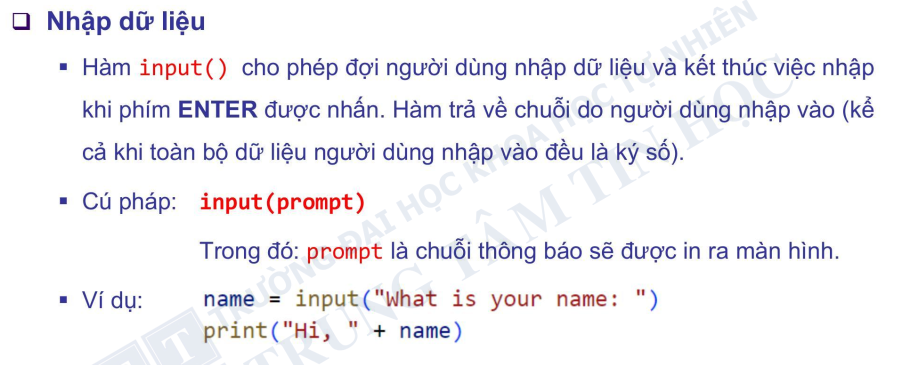 Nhập dữ liệu
Hàm input() cho phép đợi người dùng nhập dữ liệu và kết thúc việc nhập
khi phím ENTER được nhấn. Hàm trả về chuỗi do người dùng nhập vào (kể
cả khi toàn bộ dữ liệu người dùng nhập vào đều là ký số).
Cú pháp: input(prompt)
Trong đó: prompt là chuỗi thông báo sẽ được in ra màn hình.
Ví dụ: name = input("What is your name: ")
print("Hi, " + name)
TRƯỜNG ĐẠI HỌC KHOA HỌC TỰ NHIÊN
TRUNG TÂM TIN HỌC